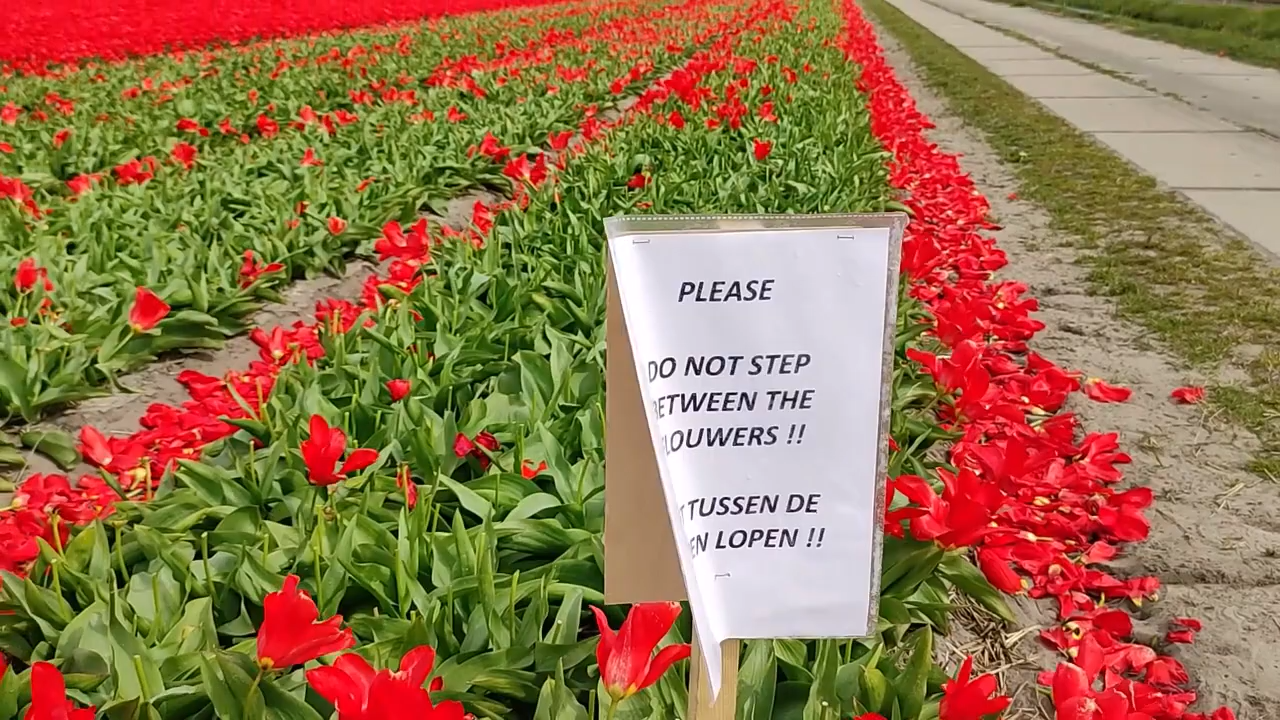 PLEASE
DO NOT STEP
ETWEEN THE
LOUWERS !!
TUSSEN DE
EN LOPEN !!